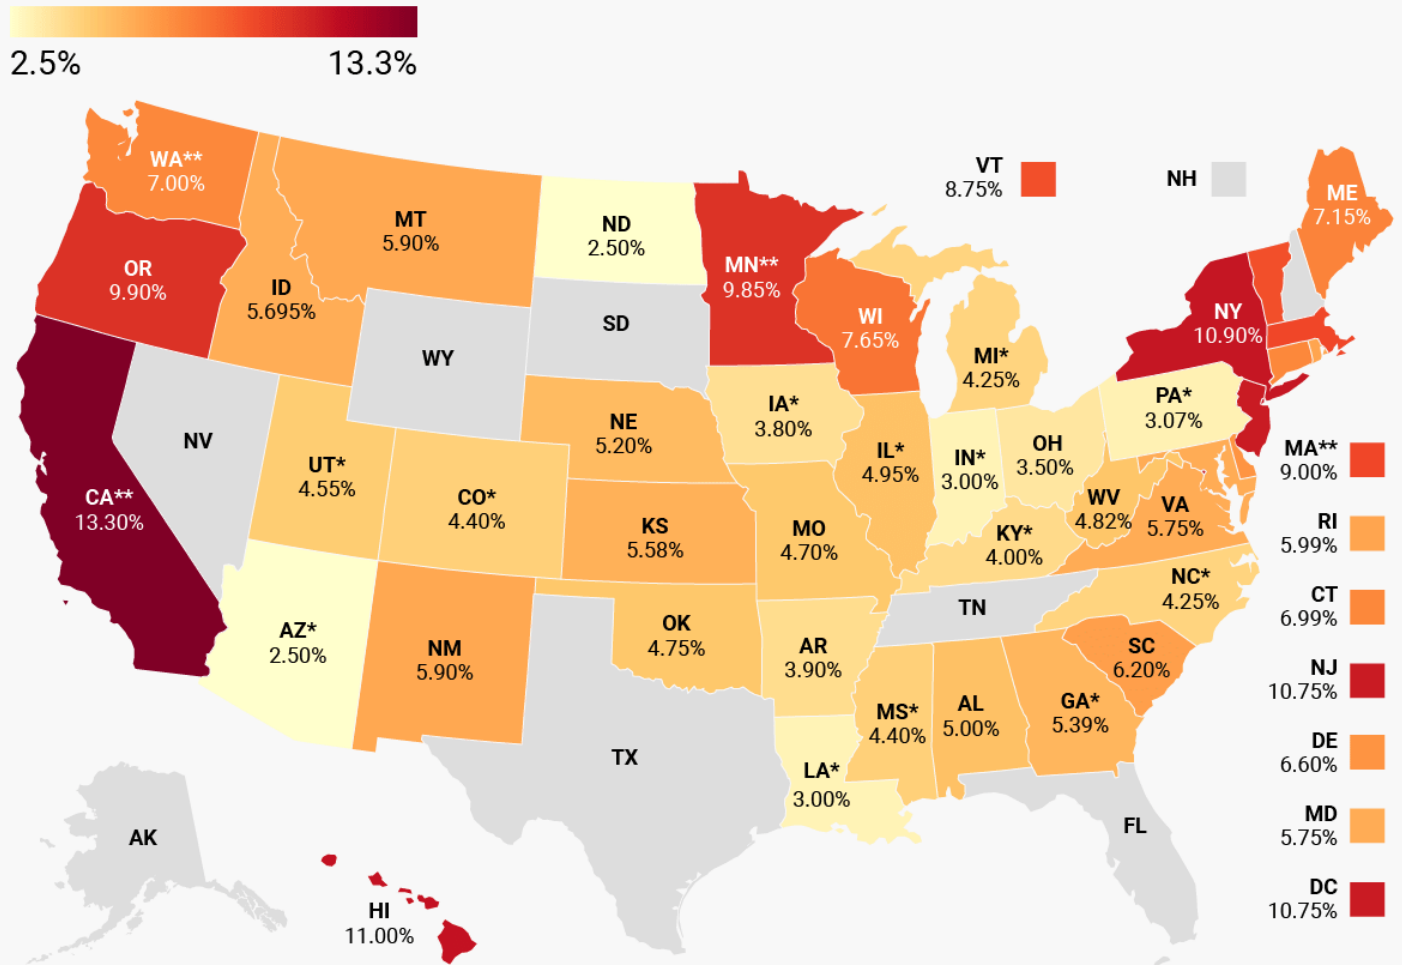 2.5%
13.3%
WA**
7.00%
OR
9.90%
CA**
13.30%
NV
ID
5.695%
MT
5.90%
WY
UT*
4.55%
CO*
4.40%
AZ*
2.50%
NM
5.90%
ND
2.50%
SD
NE
5.20%
KS
5.58%
OK
4.75%
TX
MN**
9.85%
IA*
3.80%
MO
4.70%
AR
3.90%
LA*
3.00%
WI
7.65%
IL*
4.95%
MI*
4.25%
IN*
3.00%
OH
3.50%
KY*
4.00%
TN
MS*
4.40%
AL
5.00%
GA*
5.39%
FL
SC
6.20%
NC*
4.25%
VA
5.75%
WV
4.82%
PA*
3.07%
NY
10.90%
VT
8.75%
NH
ME
7.15%
MA**
9.00%
RI
5.99%
CT
6.99%
NJ
10.75%
DE
6.60%
MD
5.75%
DC
10.75%
AK
HI
11.00%